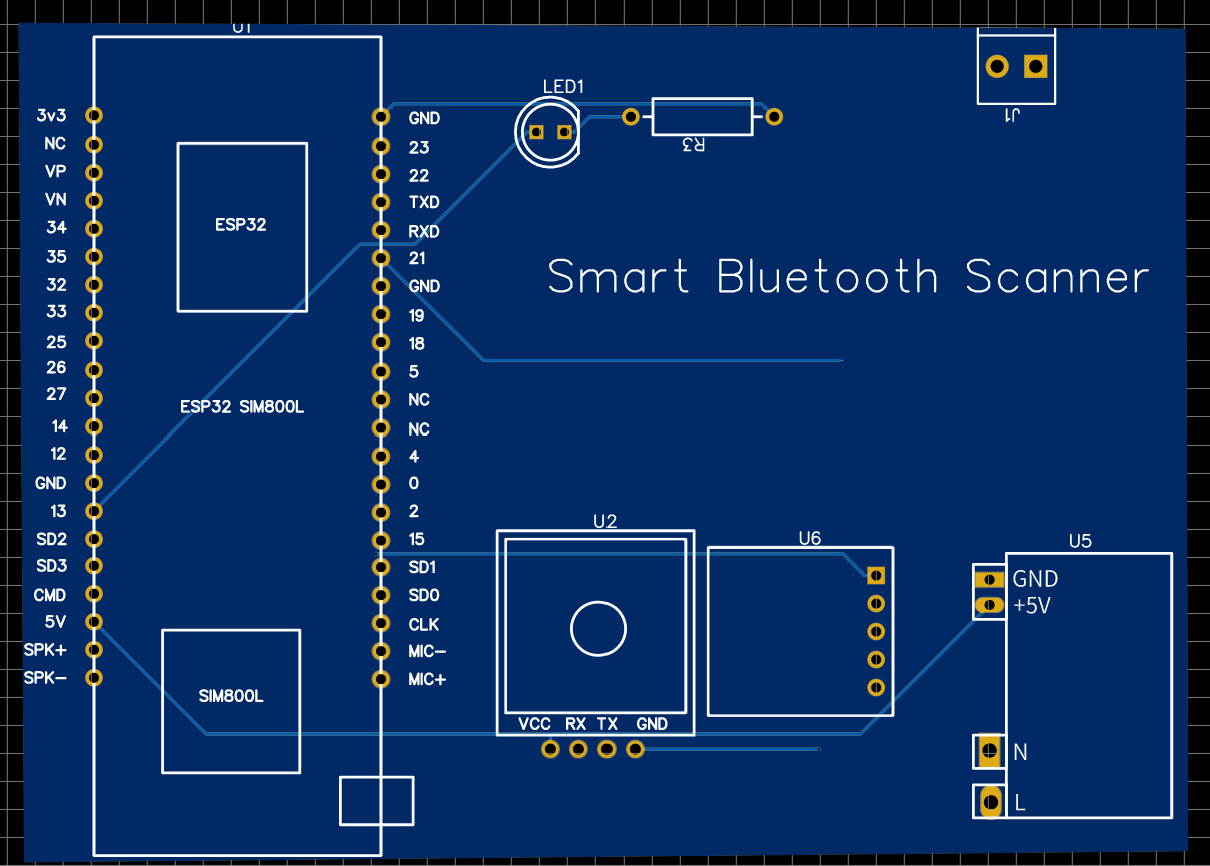 U1
LED1
J1
R3
3v3
NC
VP
VN
34
35
32
33
25
26
27
14
12
GND
13
SD2
SD3
CMD
5V
SPK+
SPK−
ESP32
ESP32 SIM800L
SIM800L
GND
23
22
TXD
RXD
21
GND
19
18
5
NC
NC
4
0
2
15
SD1
SD0
CLK
MIC−
MIC+
Smart Bluetooth Scanner
U2
VCC RX TX GND
U6
U5
GND
+5V
N
L